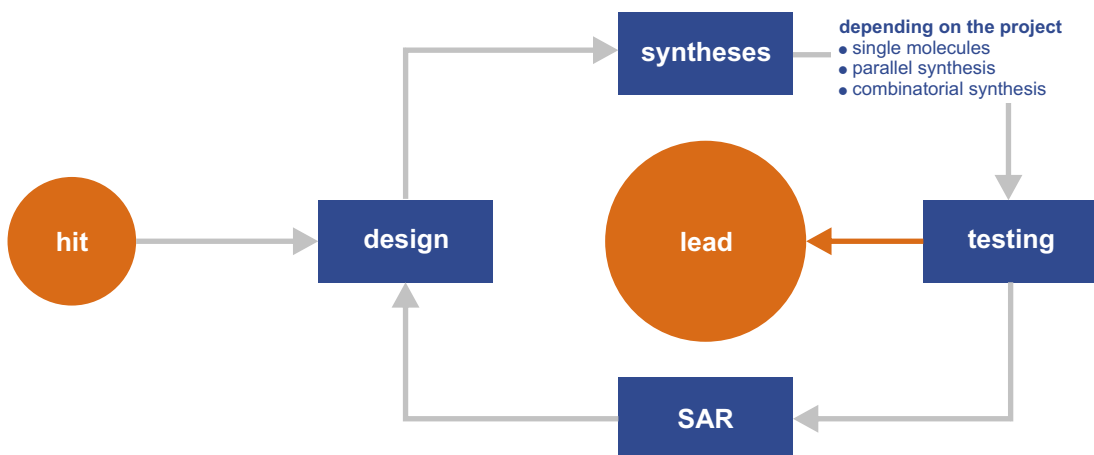 syntheses
depending on the project
• single molecules
• parallel synthesis
• combinatorial synthesis
hit
design
lead
testing
SAR